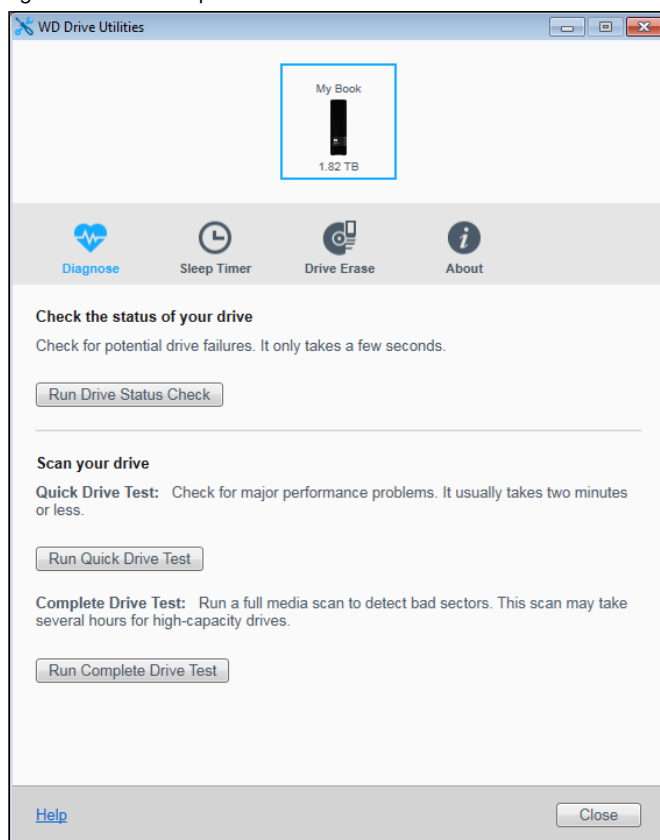 WD Drive Utilities
My Book
1.82 TB
Diagnose
Sleep Timer
Drive Erase
About
Check the status of your drive
Check for potential drive failures. It only takes a few seconds.
Run Drive Status Check
Scan your drive
Quick Drive Test: Check for major performance problems. It usually takes two minutes
or less.
Run Quick Drive Test
Complete Drive Test: Run a full media scan to detect bad sectors. This scan may take
several hours for high-capacity drives.
Run Complete Drive Test
Help
Close